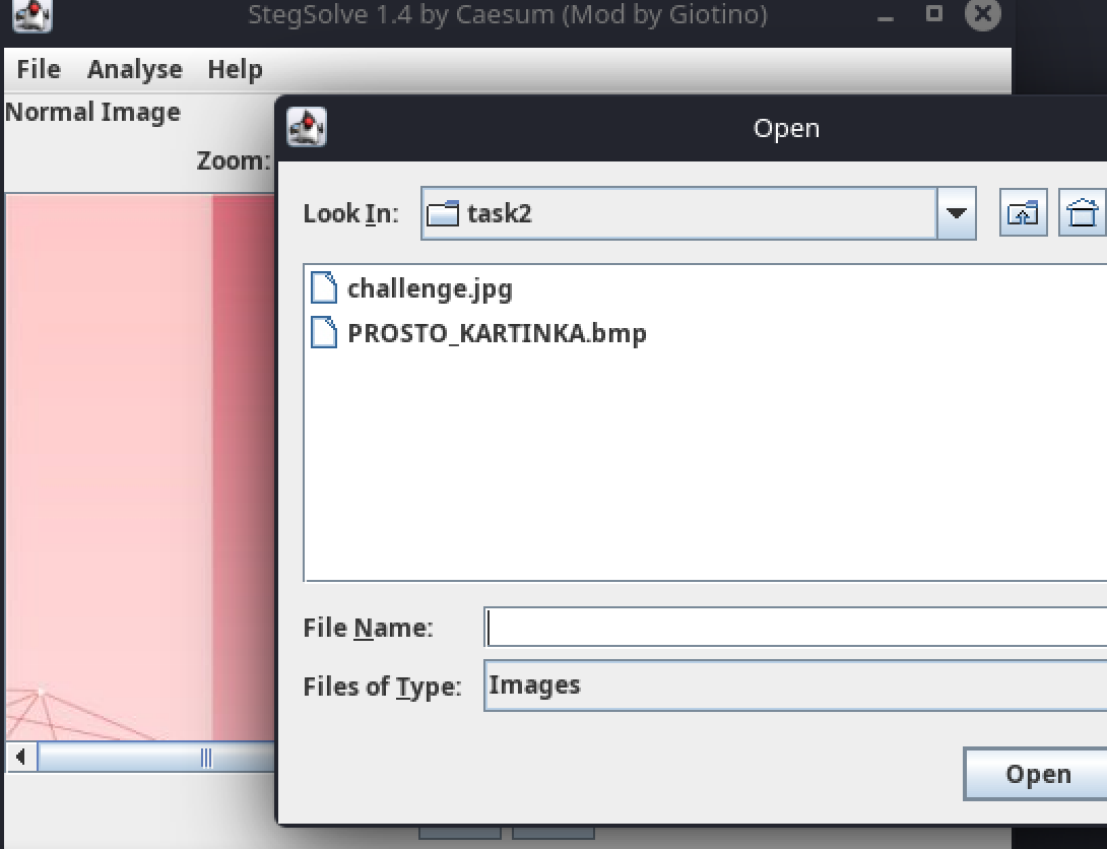 StegSolve 1.4 by Caesum (Mod by Giotino)
File Analyse Help
Normal Image
Zoom:
Open
Look In: task2
challenge.jpg
PROSTO_KARTINKA.bmp
File Name:
Files of Type: Images
Open